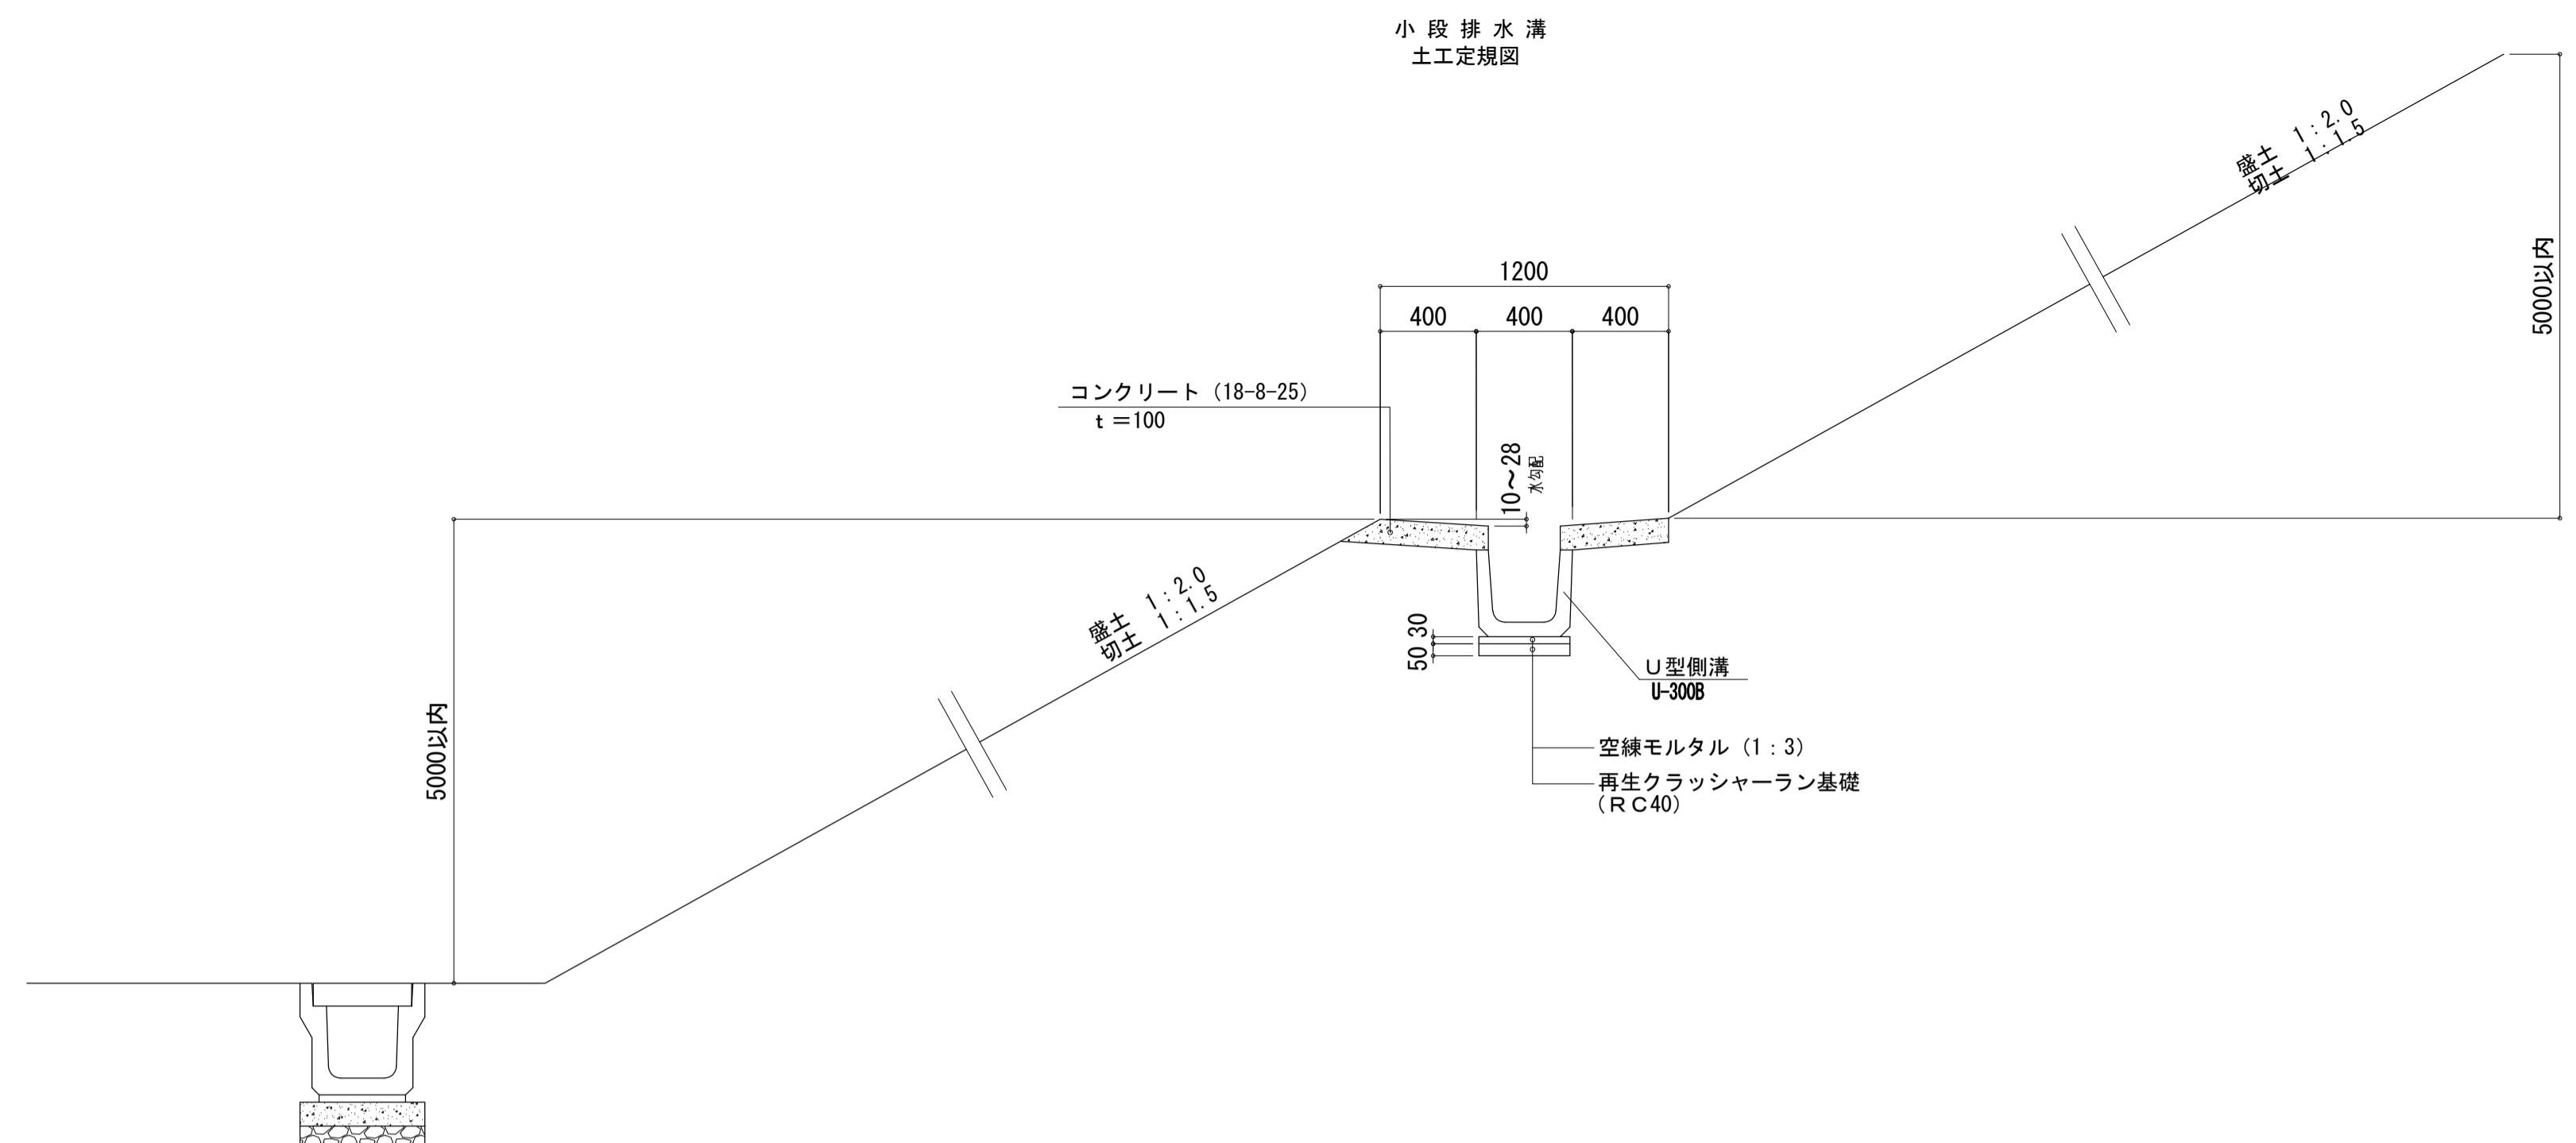 小段排水溝
土工定規図
盛土 1:2.0
切土 1:1.5
5000以内
1200
400 400 400
コンクリート (18-8-25)
t=100
10~28
水勾配
盛土 1:2.0
切土 1:1.5
30
50
U型側溝
U-300B
5000以内
空練モルタル (1:3)
再生クラッシャーラン基礎
(RC40)